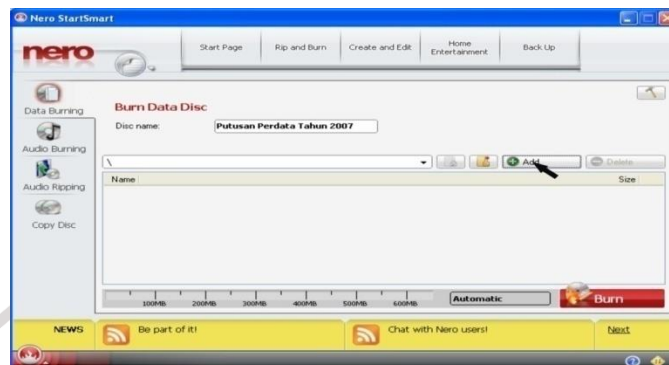 Nero StartSmart
nero
Start Page
Rip and Burn
Create and Edit
Home Entertainment
Back Up
Data Burning
Audio Burning
Audio Ripping
Copy Disc
Burn Data Disc
Disc name:
Putusan Perdata Tahun 2007
\
Add
Delete
Name
Size
100MB 200MB 300MB 400MB 500MB 600MB
Automatic
Burn
NEWS
Be part of it!
Chat with Nero users!
Next